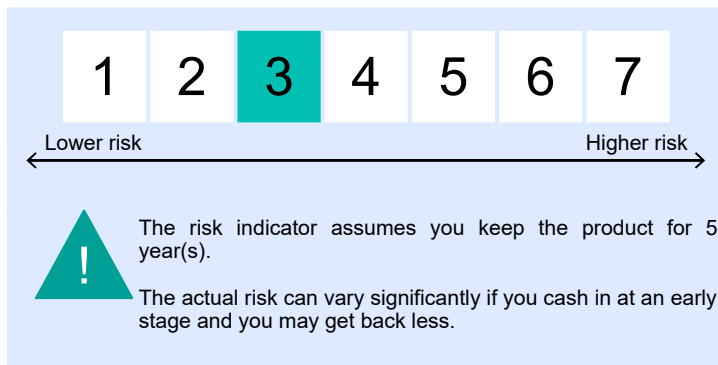 1 2 3 4 5 6 7
Lower risk Higher risk
!
The risk indicator assumes you keep the product for 5
year(s).
The actual risk can vary significantly if you cash in at an early
stage and you may get back less.